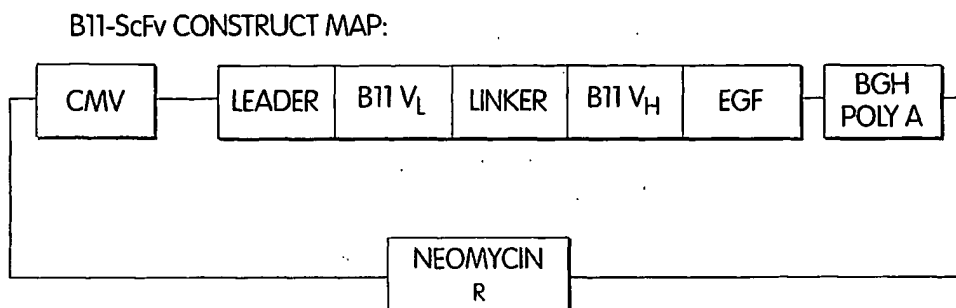 B11-ScFv CONSTRUCT MAP:
CMV
LEADER
B11 VL
LINKER
B11 VH
EGF
BGH
POLY A
NEOMYCIN
R